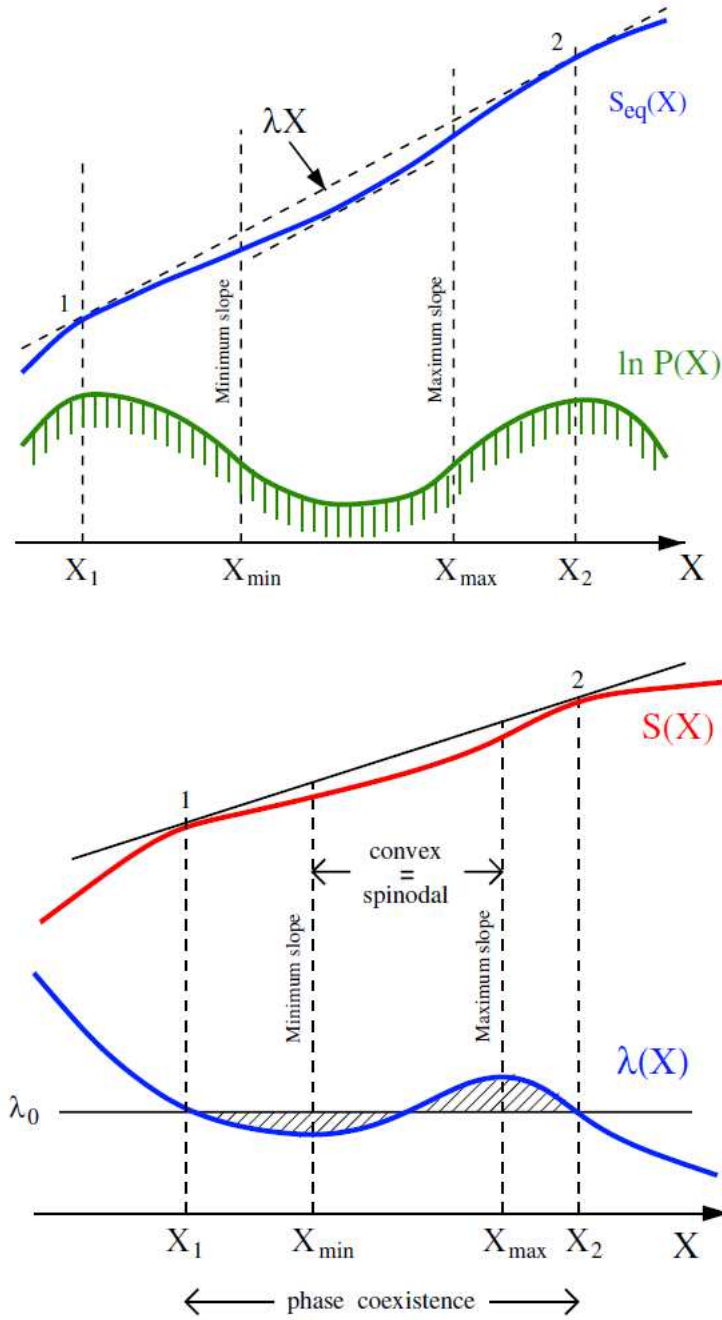 2
S_eq(X)
λX
1
Minimum slope
Maximum slope
ln P(X)
X_1 X_min X_max X_2 X
2
S(X)
1
convex
=
spinodal
Minimum slope
Maximum slope
λ(X)
λ_0
X_1 X_min X_max X_2 X
phase coexistence